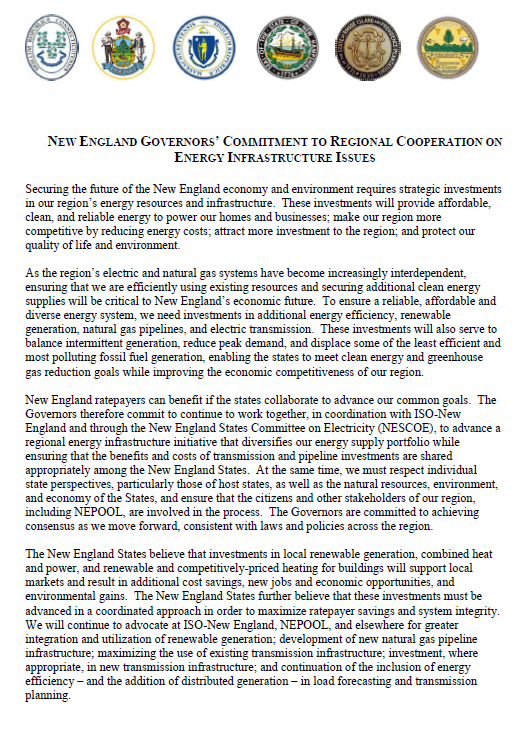 NEW ENGLAND GOVERNORS' COMMITMENT TO REGIONAL COOPERATION ON
ENERGY INFRASTRUCTURE ISSUES
Securing the future of the New England economy and environment requires strategic investments
in our region's energy resources and infrastructure. These investments will provide affordable,
clean, and reliable energy to power our homes and businesses; make our region more
competitive by reducing energy costs; attract more investment to the region; and protect our
quality of life and environment.
As the region's electric and natural gas systems have become increasingly interdependent,
ensuring that we are efficiently using existing resources and securing additional clean energy
supplies will be critical to New England's economic future. To ensure a reliable, affordable and
diverse energy system, we need investments in additional energy efficiency, renewable
generation, natural gas pipelines, and electric transmission. These investments will also serve to
balance intermittent generation, reduce peak demand, and displace some of the least efficient and
most polluting fossil fuel generation, enabling the states to meet clean energy and greenhouse
gas reduction goals while improving the economic competitiveness of our region.
New England ratepayers can benefit if the states collaborate to advance our common goals. The
Governors therefore commit to continue to work together, in coordination with ISO-New
England and through the New England States Committee on Electricity (NESCOE), to advance a
regional energy infrastructure initiative that diversifies our energy supply portfolio while
ensuring that the benefits and costs of transmission and pipeline investments are shared
appropriately among the New England States. At the same time, we must respect individual
state perspectives, particularly those of host states, as well as the natural resources, environment,
and economy of the States, and ensure that the citizens and other stakeholders of our region,
including NEPOOL, are involved in the process. The Governors are committed to achieving
consensus as we move forward, consistent with laws and policies across the region.
The New England States believe that investments in local renewable generation, combined heat
and power, and renewable and competitively-priced heating for buildings will support local
markets and result in additional cost savings, new jobs and economic opportunities, and
environmental gains. The New England States further believe that these investments must be
advanced in a coordinated approach in order to maximize ratepayer savings and system integrity.
We will continue to advocate at ISO-New England, NEPOOL, and elsewhere for greater
integration and utilization of renewable generation; development of new natural gas pipeline
infrastructure; maximizing the use of existing transmission infrastructure; investment, where
appropriate, in new transmission infrastructure; and continuation of the inclusion of energy
efficiency – and the addition of distributed generation – in load forecasting and transmission
planning.